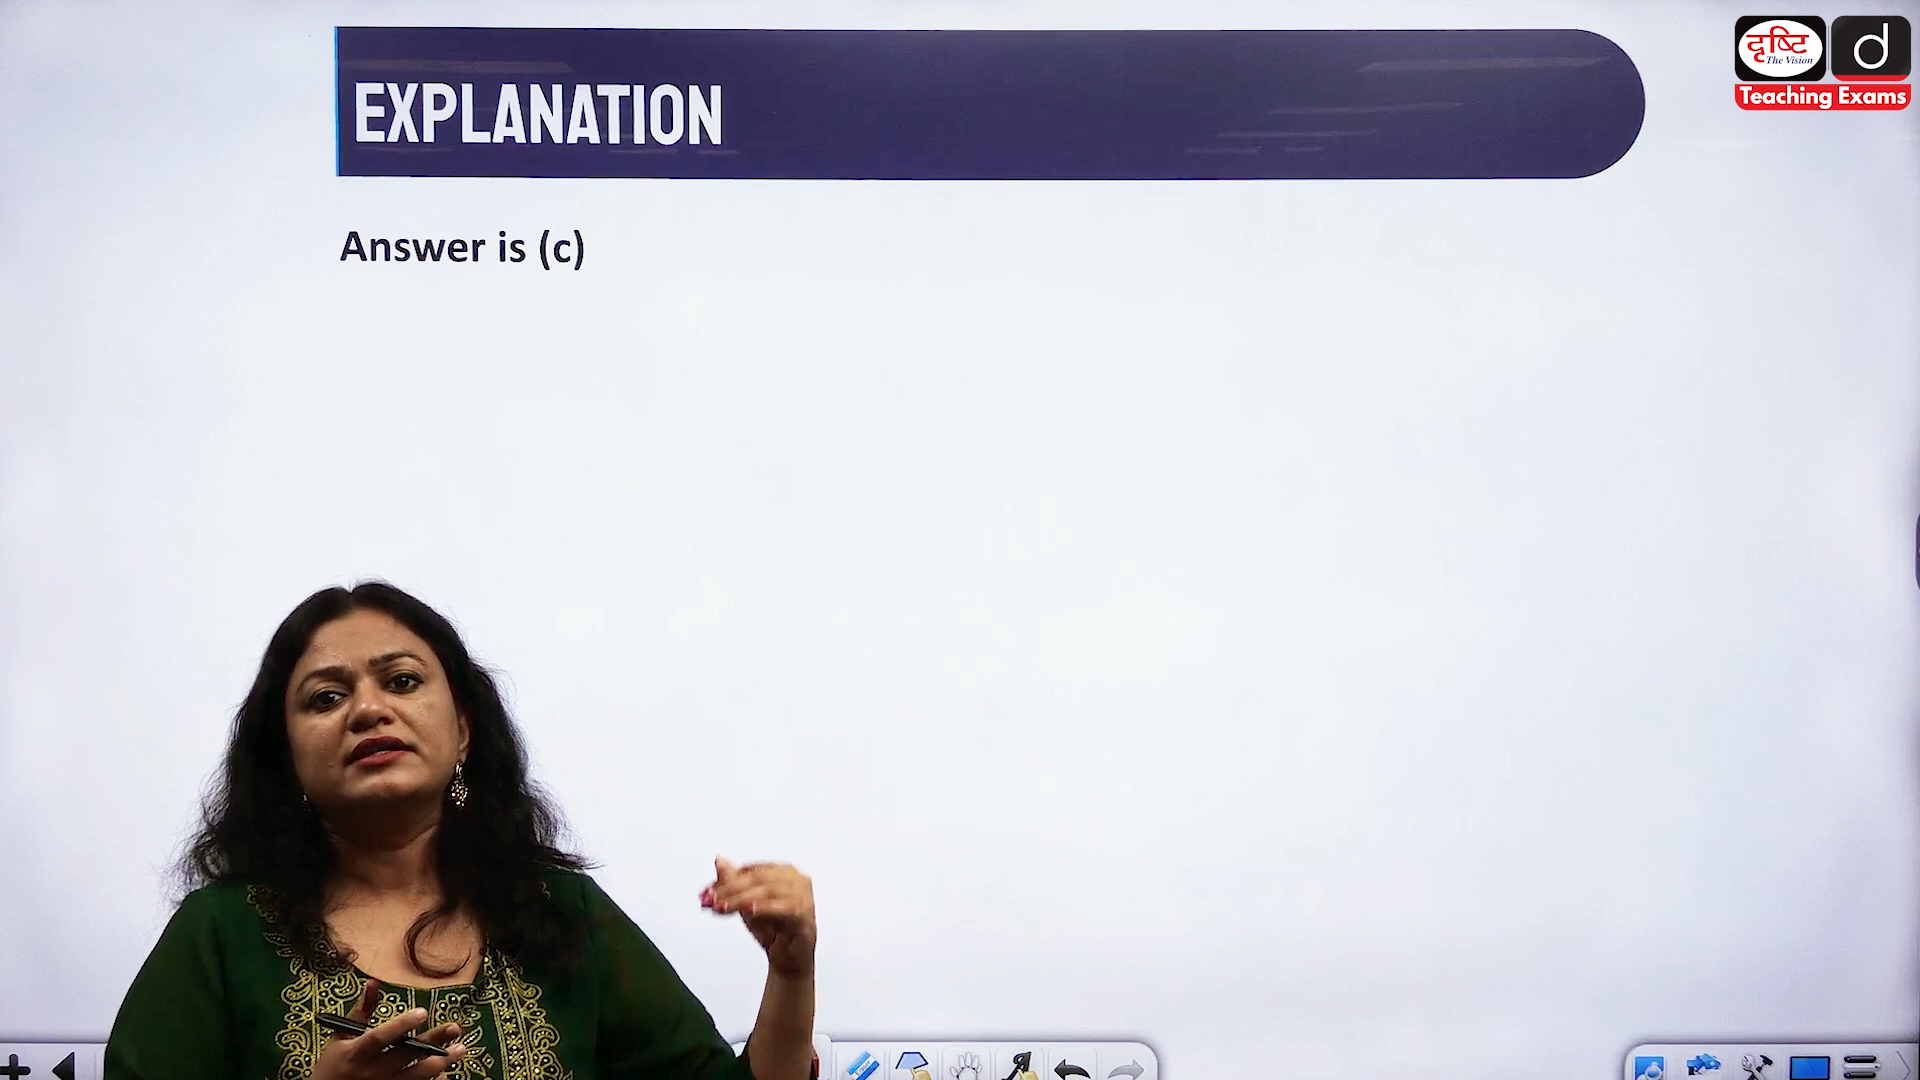 EXPLANATION
Answer is (c)
दृष्टि
The Vision
d
Teaching Exams